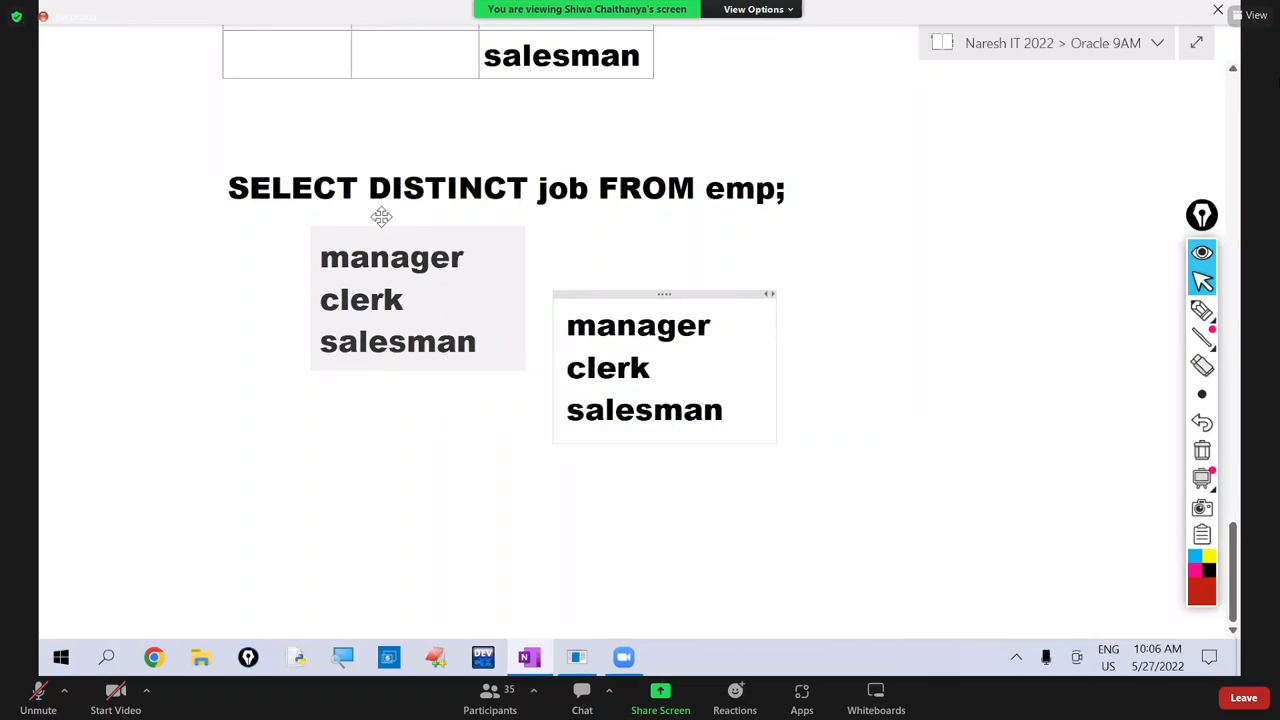 You are viewing Shiwa Chaithanya's screen
View Options
View
Naresh IT 2022 > Oracle 9AM
salesman
SELECT DISTINCT job FROM emp;
manager
clerk
salesman
manager
clerk
salesman
DEV
ENG
US
10:06 AM
5/27/2022
Unmute
Start Video
35
Participants
Chat
Share Screen
Reactions
Apps
Whiteboards
Leave